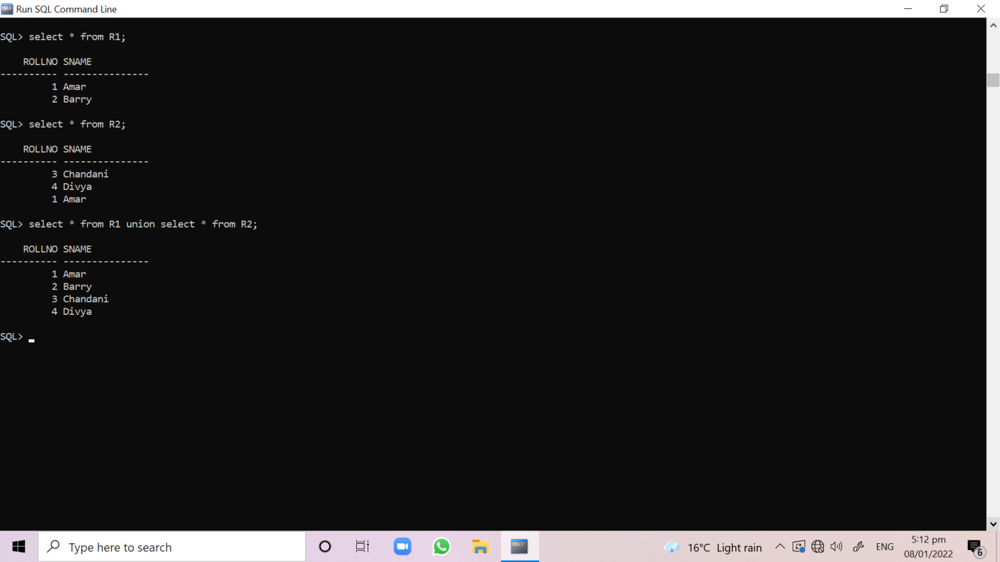 Run SQL Command Line
SQL> select * from R1;
ROLLNO SNAME
---------- ---------------
1 Amar
2 Barry
SQL> select * from R2;
ROLLNO SNAME
---------- ---------------
3 Chandani
4 Divya
1 Amar
SQL> select * from R1 union select * from R2;
ROLLNO SNAME
---------- ---------------
1 Amar
2 Barry
3 Chandani
4 Divya
SQL>
Type here to search
16°C Light rain
ENG
5:12 pm
08/01/2022
6